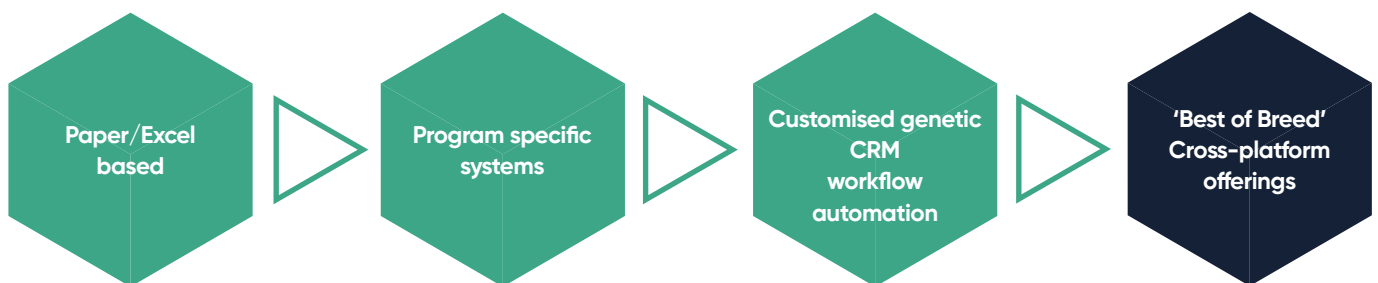 Paper/Excel
based
Program specific
systems
Customised genetic
CRM
workflow
automation
‘Best of Breed’
Cross-platform
offerings